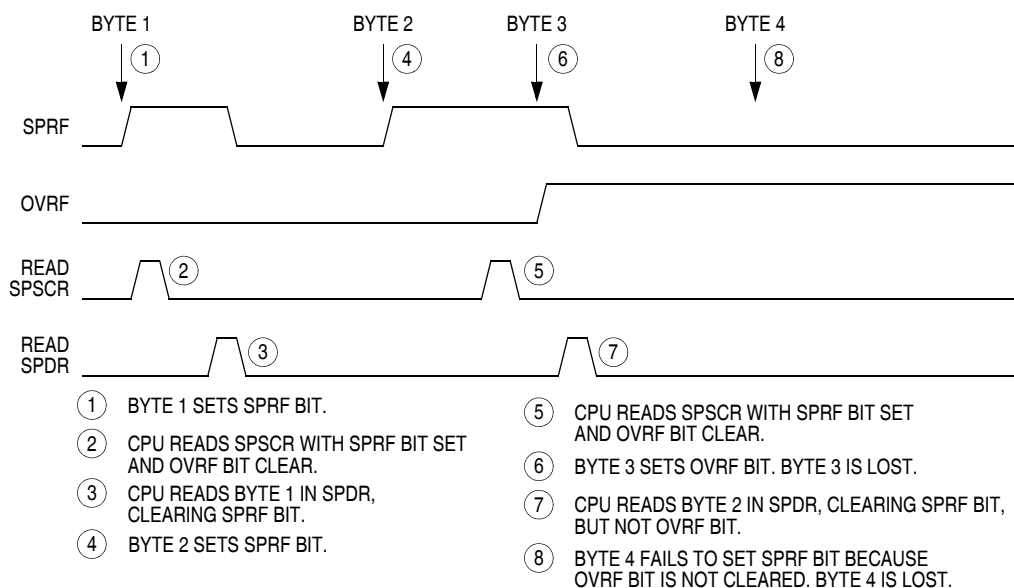 BYTE 1 BYTE 2 BYTE 3 BYTE 4
1 4 6 8
SPRF
OVRF
READ
SPSCR
2 5
READ
SPDR
3 7
1 BYTE 1 SETS SPRF BIT.
2 CPU READS SPSCR WITH SPRF BIT SET
AND OVRF BIT CLEAR.
3 CPU READS BYTE 1 IN SPDR,
CLEARING SPRF BIT.
4 BYTE 2 SETS SPRF BIT.
5 CPU READS SPSCR WITH SPRF BIT SET
AND OVRF BIT CLEAR.
6 BYTE 3 SETS OVRF BIT. BYTE 3 IS LOST.
7 CPU READS BYTE 2 IN SPDR, CLEARING SPRF BIT,
BUT NOT OVRF BIT.
8 BYTE 4 FAILS TO SET SPRF BIT BECAUSE
OVRF BIT IS NOT CLEARED. BYTE 4 IS LOST.